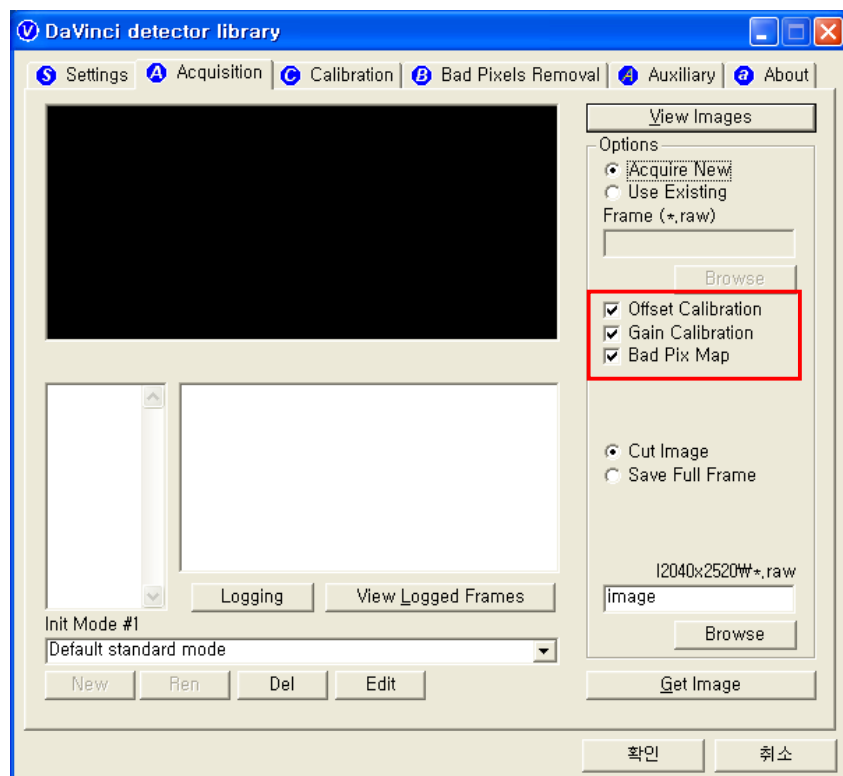 DaVinci detector library
S Settings A Acquisition C Calibration B Bad Pixels Removal A Auxiliary a About
View Images
Options
Acquire New
Use Existing
Frame (*.raw)
Browse
Offset Calibration
Gain Calibration
Bad Pix Map
Cut Image
Save Full Frame
I2040x2520₩*.raw
image
Browse
Logging View Logged Frames
Init Mode #1
Default standard mode
New Ren Del Edit
Get Image
확인 취소